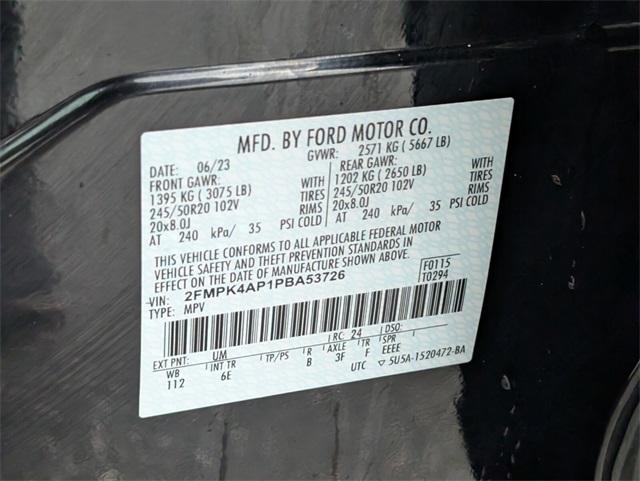 MFD. BY FORD MOTOR CO.
DATE: 06/23 GVWR: 2571 KG ( 5667 LB)
FRONT GAWR: REAR GAWR:
1395 KG ( 3075 LB) WITH 1202 KG ( 2650 LB) WITH
245/50R20 102V TIRES 245/50R20 102V TIRES
20x8.0J RIMS 20x8.0J RIMS
AT 240 kPa/ 35 PSI COLD AT 240 kPa/ 35 PSI COLD
THIS VEHICLE CONFORMS TO ALL APPLICABLE FEDERAL MOTOR
VEHICLE SAFETY AND THEFT PREVENTION STANDARDS IN
EFFECT ON THE DATE OF MANUFACTURE SHOWN ABOVE.
VIN: 2FMPK4AP1PBA53726 F0115
TYPE: MPV T0294
EXT PNT: UM RC: 24 DSO:
WB INT TR TP/PS R AXLE TR SPR
112 6E B 3F F EEEE
UTC ▽ 5U5A-1520472-BA